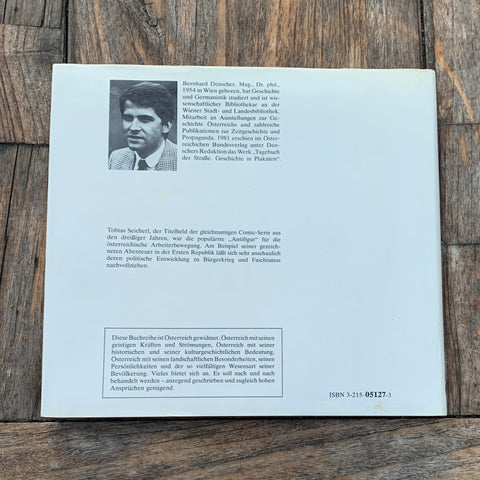 Bernhard Denscher, Mag., Dr. phil.,
1954 in Wien geboren, hat Geschichte
und Germanistik studiert und ist wis-
senschaftlicher Bibliothekar an der
Wiener Stadt- und Landesbibliothek.
Mitarbeit an Ausstellungen zur Ge-
schichte Österreichs und zahlreiche
Publikationen zur Zeitgeschichte und
Propaganda. 1981 erschien im Öster-
reichischen Bundesverlag unter Den-
schers Redaktion das Werk „Tagebuch
der Straße. Geschichte in Plakaten“.
Tobias Seicherl, der Titelheld der gleichnamigen Comic-Serie aus
den dreißiger Jahren, war die populärste „Antifigur“ für die
österreichische Arbeiterbewegung. Am Beispiel seiner gezeich-
neten Abenteuer in der Ersten Republik läßt sich sehr anschaulich
deren politische Entwicklung zu Bürgerkrieg und Faschismus
nachvollziehen.
Diese Buchreihe ist Österreich gewidmet: Österreich mit seinen
geistigen Kräften und Strömungen, Österreich mit seiner
historischen und seiner kulturgeschichtlichen Bedeutung,
Österreich mit seinen landschaftlichen Besonderheiten, seinen
Persönlichkeiten und der so vielfältigen Wesensart seiner
Bevölkerung. Vieles bietet sich an. Es soll nach und nach
behandelt werden – anregend geschrieben und zugleich hohen
Ansprüchen genügend.
ISBN 3-215-05127-3